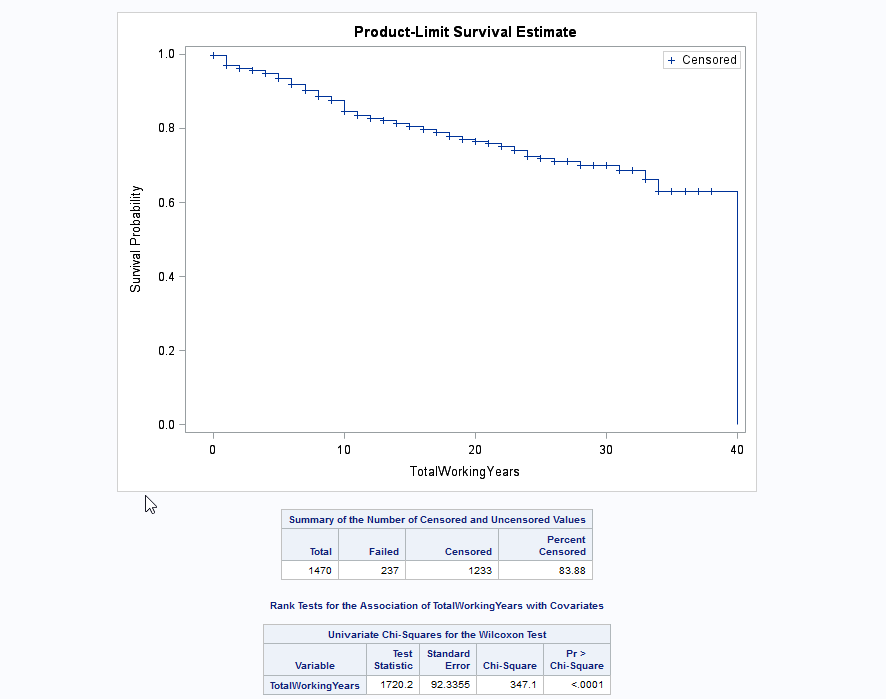 Product-Limit Survival Estimate
+ Censored
1.0
0.8
0.6
0.4
0.2
0.0
Survival Probability
0 10 20 30 40
TotalWorkingYears
Summary of the Number of Censored and Uncensored Values
Total Failed Censored Percent Censored
1470 237 1233 83.88
Rank Tests for the Association of TotalWorkingYears with Covariates
Univariate Chi-Squares for the Wilcoxon Test
Variable Test Statistic Standard Error Chi-Square Pr > Chi-Square
TotalWorkingYears 1720.2 92.3355 347.1 <.0001